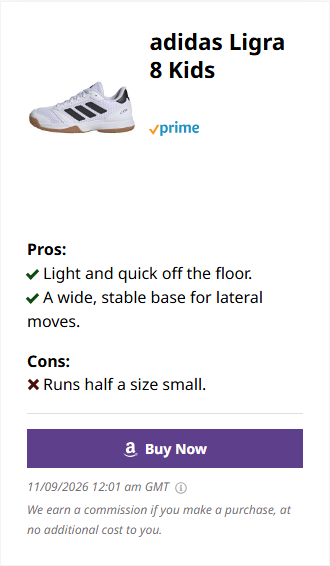 adidas Ligra
8 Kids
prime
Pros:
Light and quick off the floor.
A wide, stable base for lateral
moves.
Cons:
Runs half a size small.
a Buy Now
11/09/2026 12:01 am GMT i
We earn a commission if you make a purchase, at
no additional cost to you.